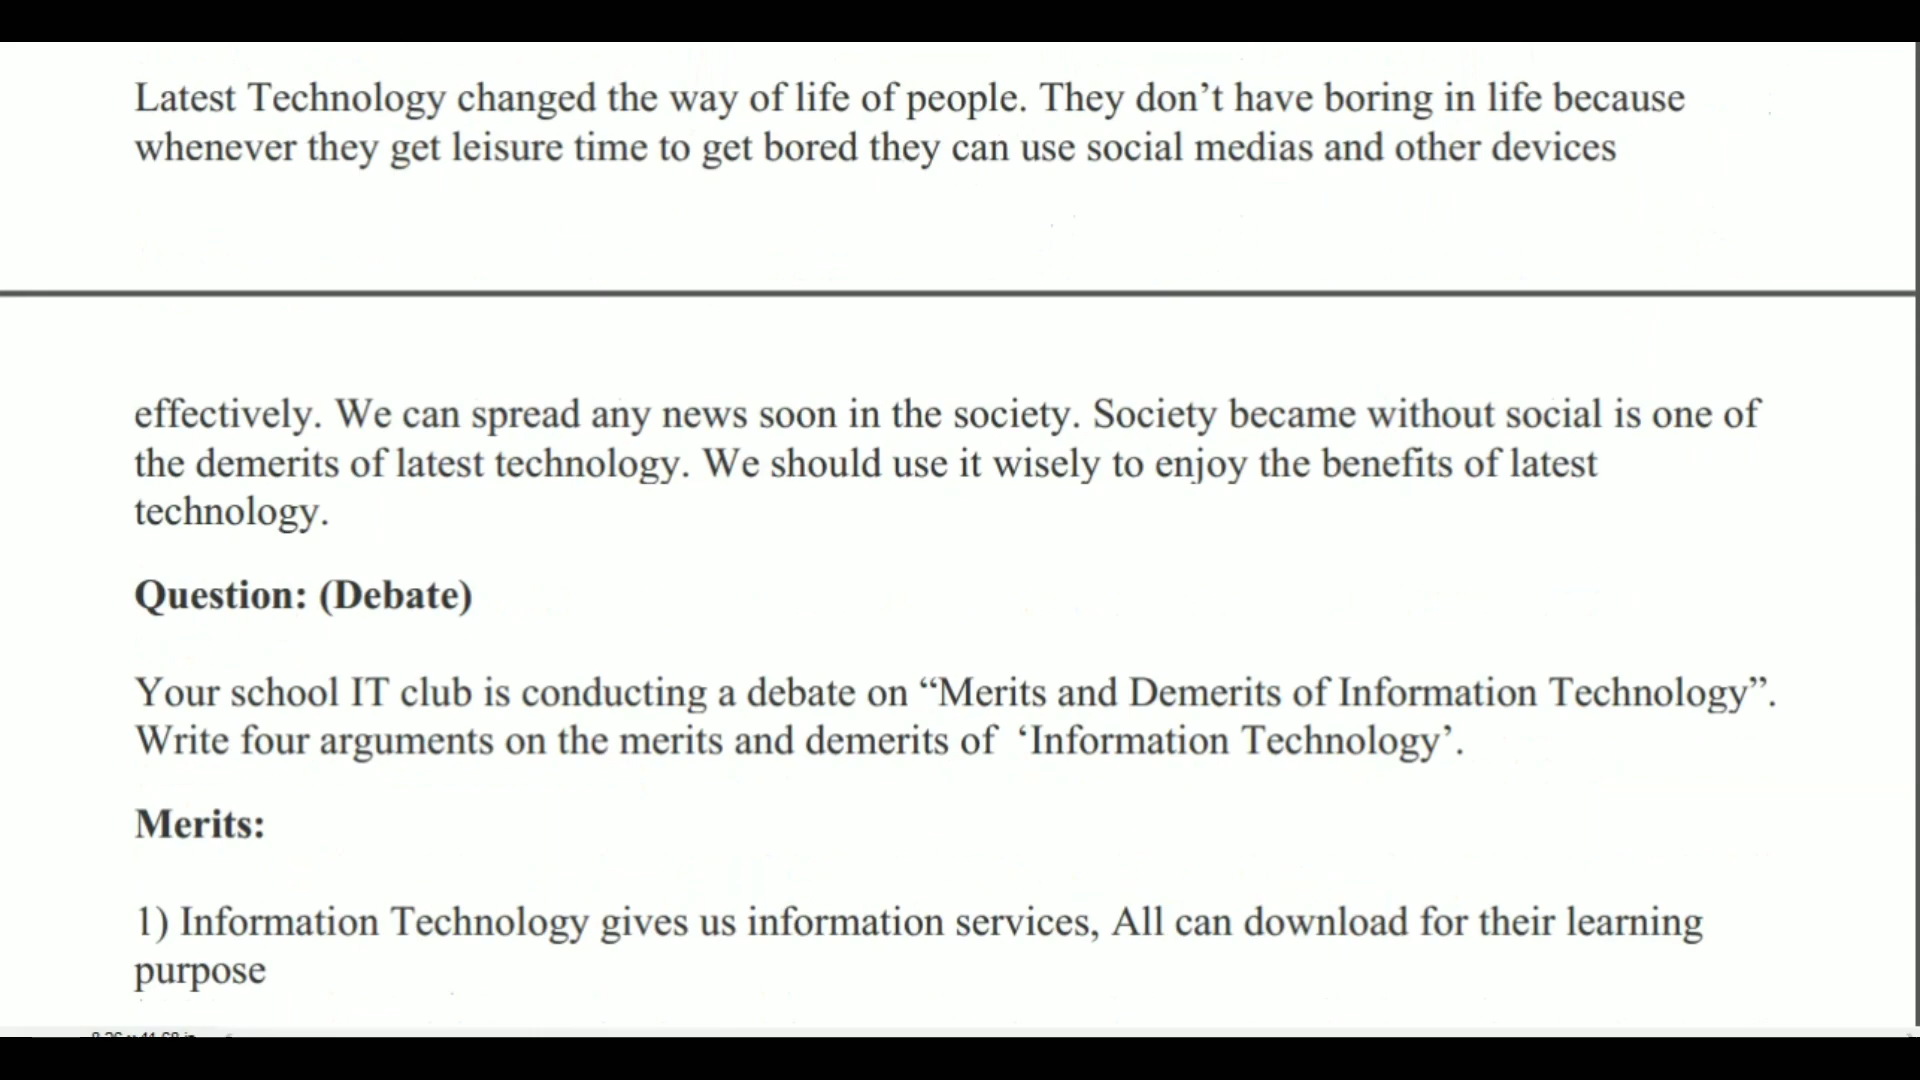 Latest Technology changed the way of life of people. They don’t have boring in life because
whenever they get leisure time to get bored they can use social medias and other devices
effectively. We can spread any news soon in the society. Society became without social is one of
the demerits of latest technology. We should use it wisely to enjoy the benefits of latest
technology.
Question: (Debate)
Your school IT club is conducting a debate on “Merits and Demerits of Information Technology”.
Write four arguments on the merits and demerits of ‘Information Technology’.
Merits:
1) Information Technology gives us information services, All can download for their learning
purpose